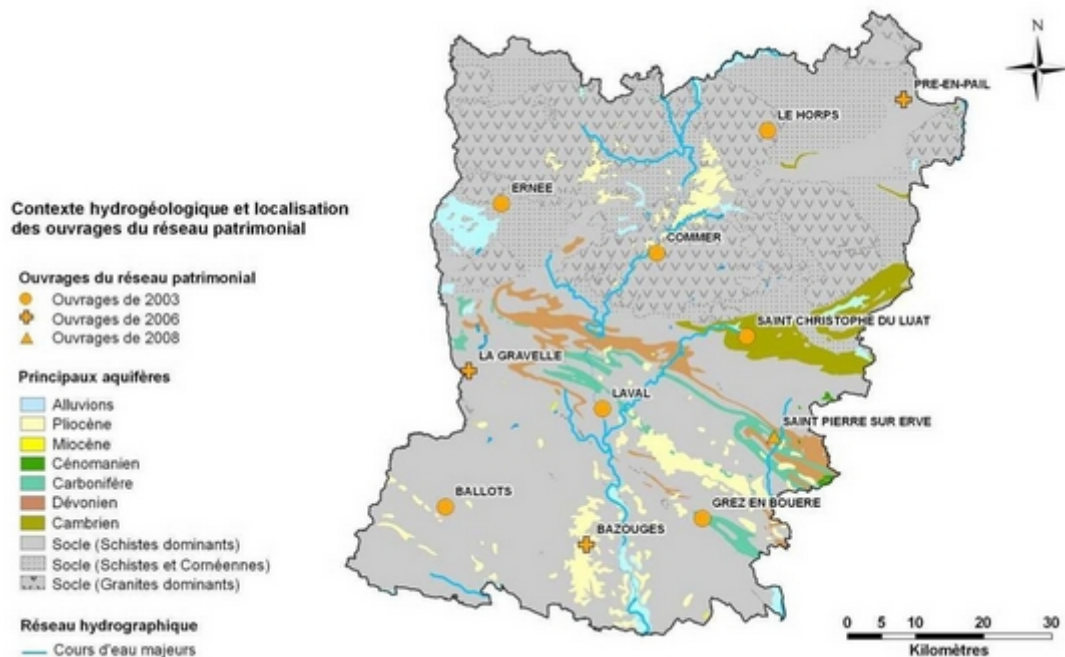 N
PRE-EN-PAIL
LE HORPS
ERNEE
Contexte hydrogéologique et localisation
des ouvrages du réseau patrimonial
COMMER
Ouvrages du réseau patrimonial
Ouvrages de 2003
Ouvrages de 2006
Ouvrages de 2008
SAINT CHRISTOPHE DU LUAT
LA GRAVELLE
Principaux aquifères
Alluvions
Pliocène
Miocène
Cénomanien
Carbonifère
Dévonien
Cambrien
Socle (Schistes dominants)
Socle (Schistes et Cornéennes)
Socle (Granites dominants)
LAVAL
SAINT PIERRE SUR ERVE
BALLOTS
GREZ EN BOUERE
BAZOUGES
Réseau hydrographique
Cours d'eau majeurs
0 5 10 20 30
Kilomètres